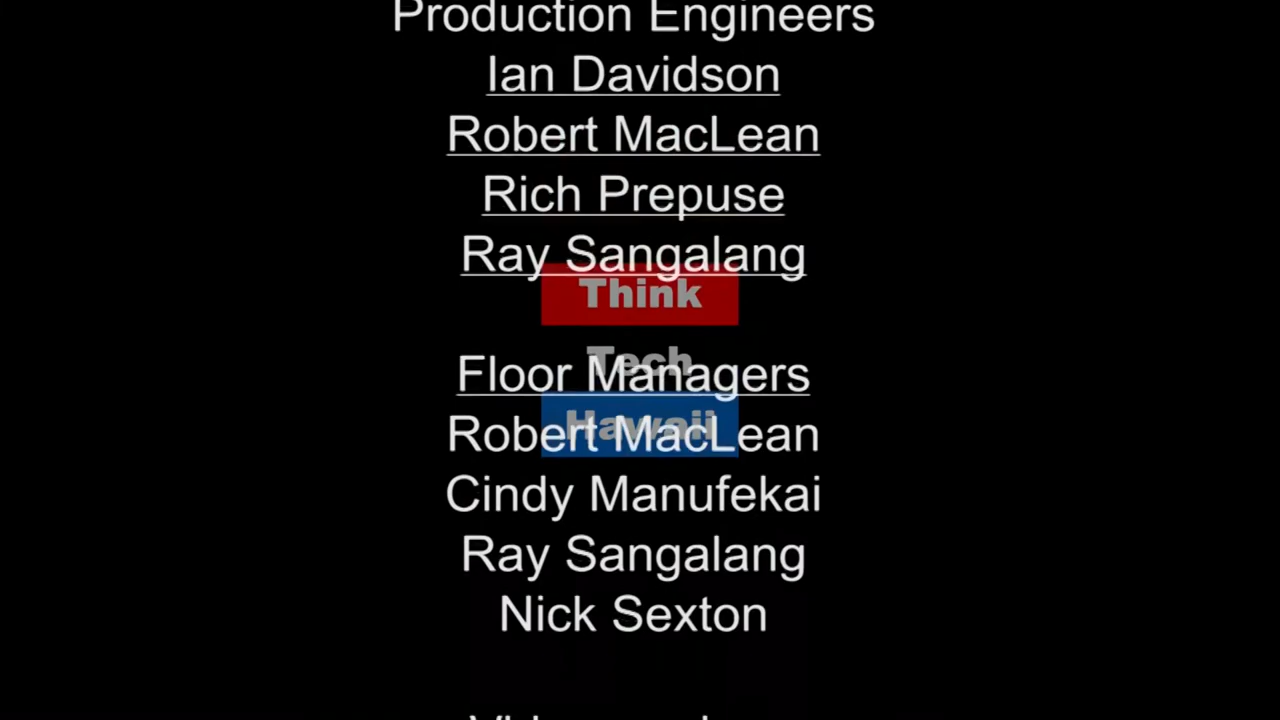 Production Engineers
Ian Davidson
Robert MacLean
Rich Prepuse
Ray Sangalang
Think
Tech
Hawaii
Floor Managers
Robert MacLean
Cindy Manufekai
Ray Sangalang
Nick Sexton